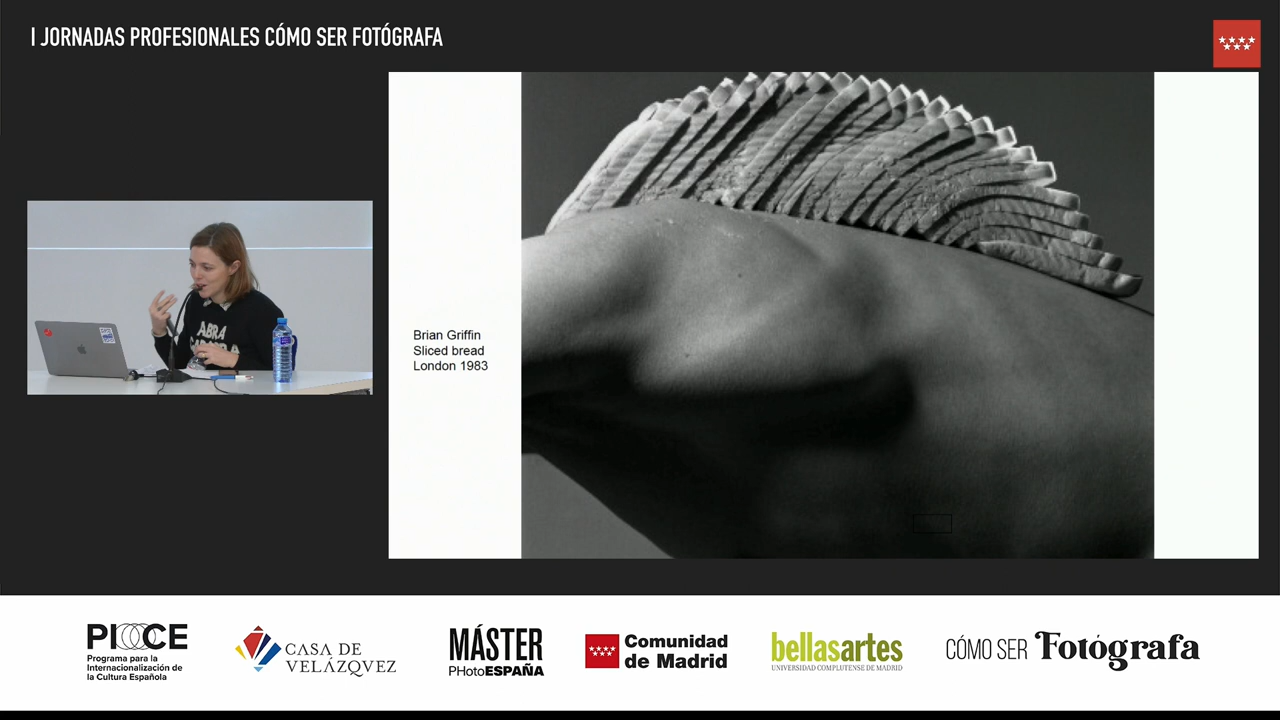 I JORNADAS PROFESIONALES CÓMO SER FOTÓGRAFA
ABRA
Brian Griffin
Sliced bread
London 1983
PICE
Programa para la
Internacionalización de
la Cultura Española
CASA DE
VELÁZQVEZ
MÁSTER
PHotoESPAÑA
Comunidad
de Madrid
bellasartes
UNIVERSIDAD COMPLUTENSE DE MADRID
CÓMO SER Fotógrafa